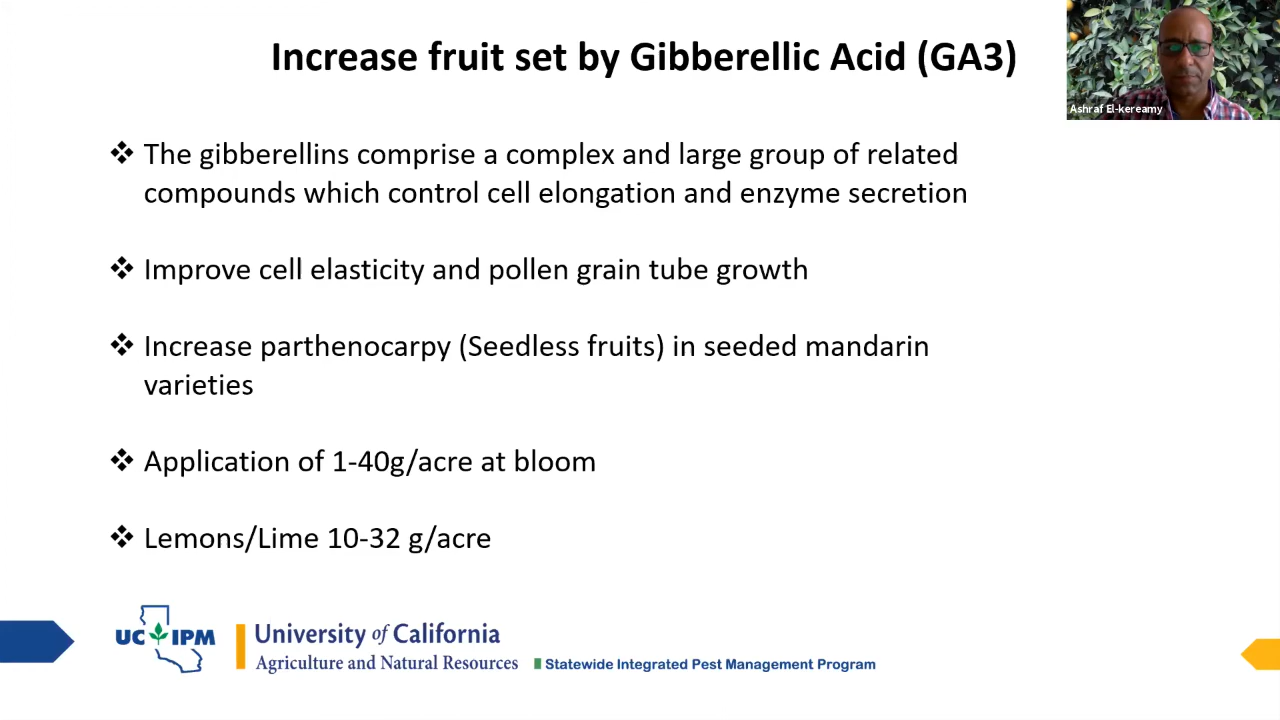 Increase fruit set by Gibberellic Acid (GA3)
Ashraf El-kereamy
❖ The gibberellins comprise a complex and large group of related
compounds which control cell elongation and enzyme secretion
❖ Improve cell elasticity and pollen grain tube growth
❖ Increase parthenocarpy (Seedless fruits) in seeded mandarin
varieties
❖ Application of 1-40g/acre at bloom
❖ Lemons/Lime 10-32 g/acre
UC IPM
University of California
Agriculture and Natural Resources
Statewide Integrated Pest Management Program